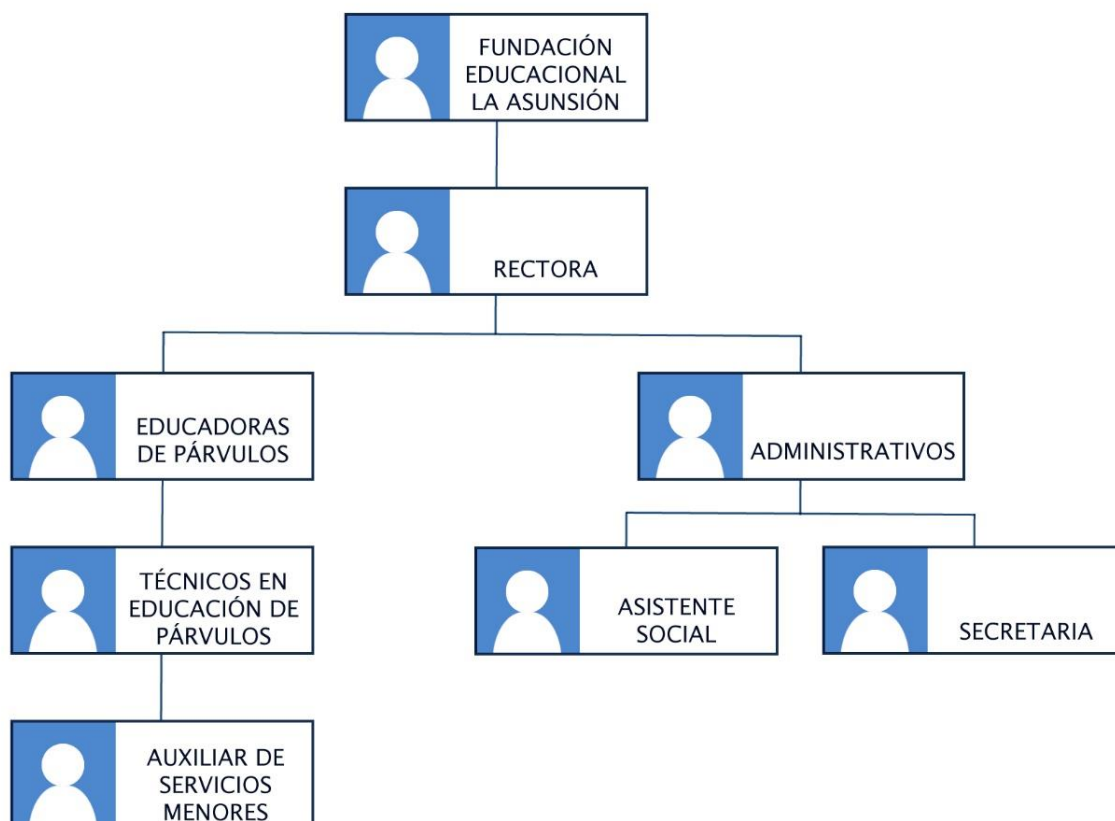 FUNDACIÓN
EDUCACIONAL
LA ASUNSIÓN
RECTORA
EDUCADORAS
DE PÁRVULOS
ADMINISTRATIVOS
TÉCNICOS EN
EDUCACIÓN DE
PÁRVULOS
ASISTENTE
SOCIAL
SECRETARIA
AUXILIAR DE
SERVICIOS
MENORES